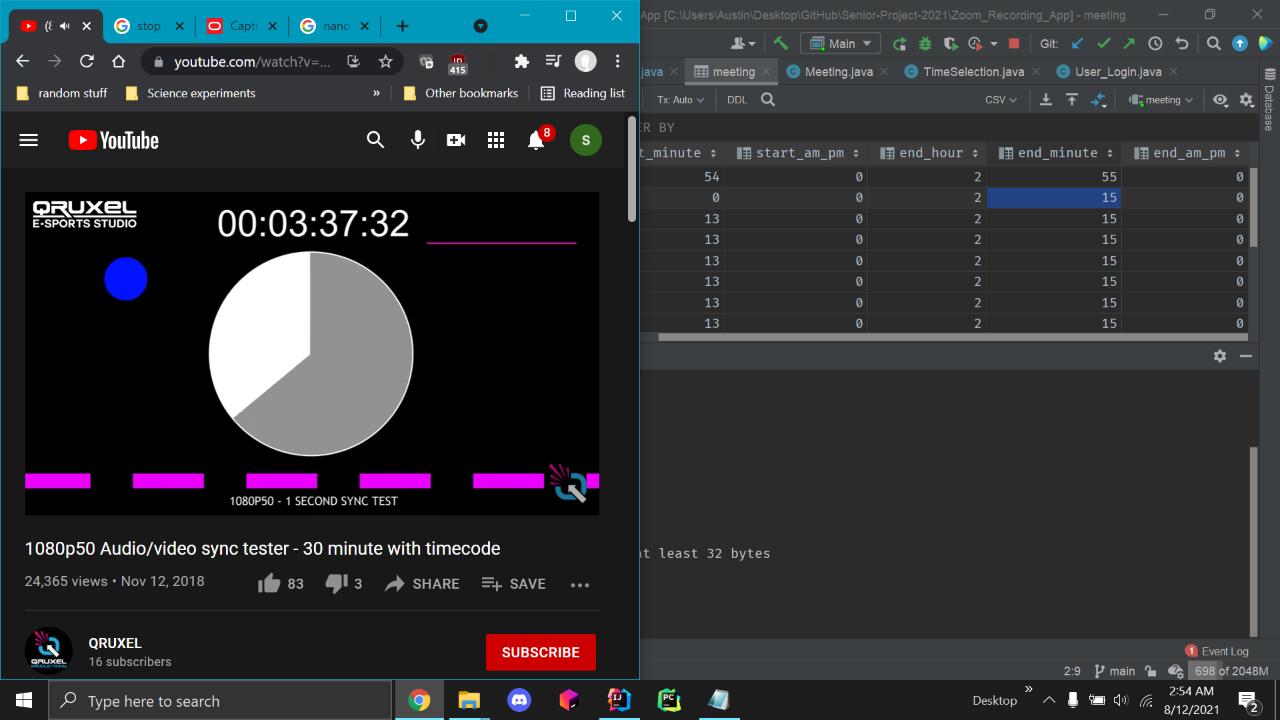 stop
Capt
nano
youtube.com/watch?v=...
415
random stuff
Science experiments
»
Other bookmarks
Reading list
YouTube
8
S
QRUXEL
E-SPORTS STUDIO
00:03:37:32
1080P50 - 1 SECOND SYNC TEST
1080p50 Audio/video sync tester - 30 minute with timecode
24,365 views • Nov 12, 2018
83
3
SHARE
SAVE
QRUXEL
16 subscribers
SUBSCRIBE
App [C:\Users\Austin\Desktop\GitHub\Senior-Project-2021\Zoom_Recording_App] - meeting
Main
Git:
java
meeting
Meeting.java
TimeSelection.java
User_Login.java
Tx: Auto
DDL
CSV
meeting
Database
ER BY
t_minute start_am_pm end_hour end_minute end_am_pm
54 0 2 55 0
0 0 2 15 0
13 0 2 15 0
13 0 2 15 0
13 0 2 15 0
13 0 2 15 0
13 0 2 15 0
13 0 2 15 0
at least 32 bytes
1 Event Log
2:9
main
698 of 2048M
Type here to search
Desktop
»
2:54 AM
8/12/2021
2